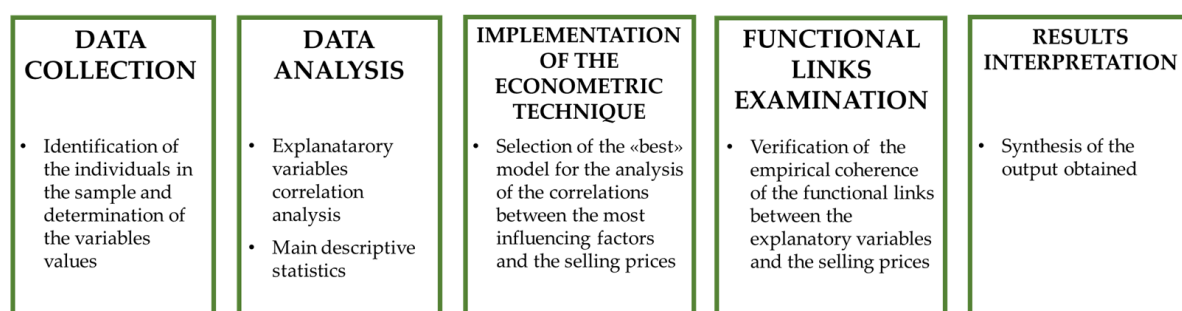 DATA
COLLECTION
• Identification of
the individuals in
the sample and
determination of
the variables
values
DATA
ANALYSIS
• Explanatarory
variables
correlation
analysis
• Main descriptive
statistics
IMPLEMENTATION
OF THE
ECONOMETRIC
TECHNIQUE
• Selection of the «best»
model for the analysis
of the correlations
between the most
influencing factors
and the selling prices
FUNCTIONAL
LINKS
EXAMINATION
• Verification of the
empirical coherence
of the functional links
between the
explanatory variables
and the selling prices
RESULTS
INTERPRETATION
• Synthesis of the
output obtained